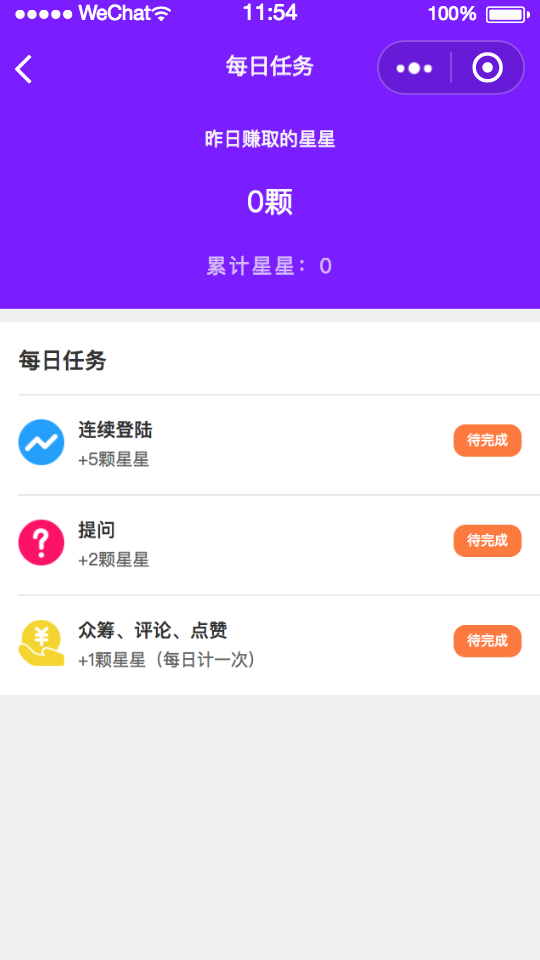 WeChat 11:54 100%
每日任务
昨日赚取的星星
0颗
累计星星：0
每日任务
连续登陆
+5颗星星
待完成
提问
+2颗星星
待完成
众筹、评论、点赞
+1颗星星（每日计一次）
待完成